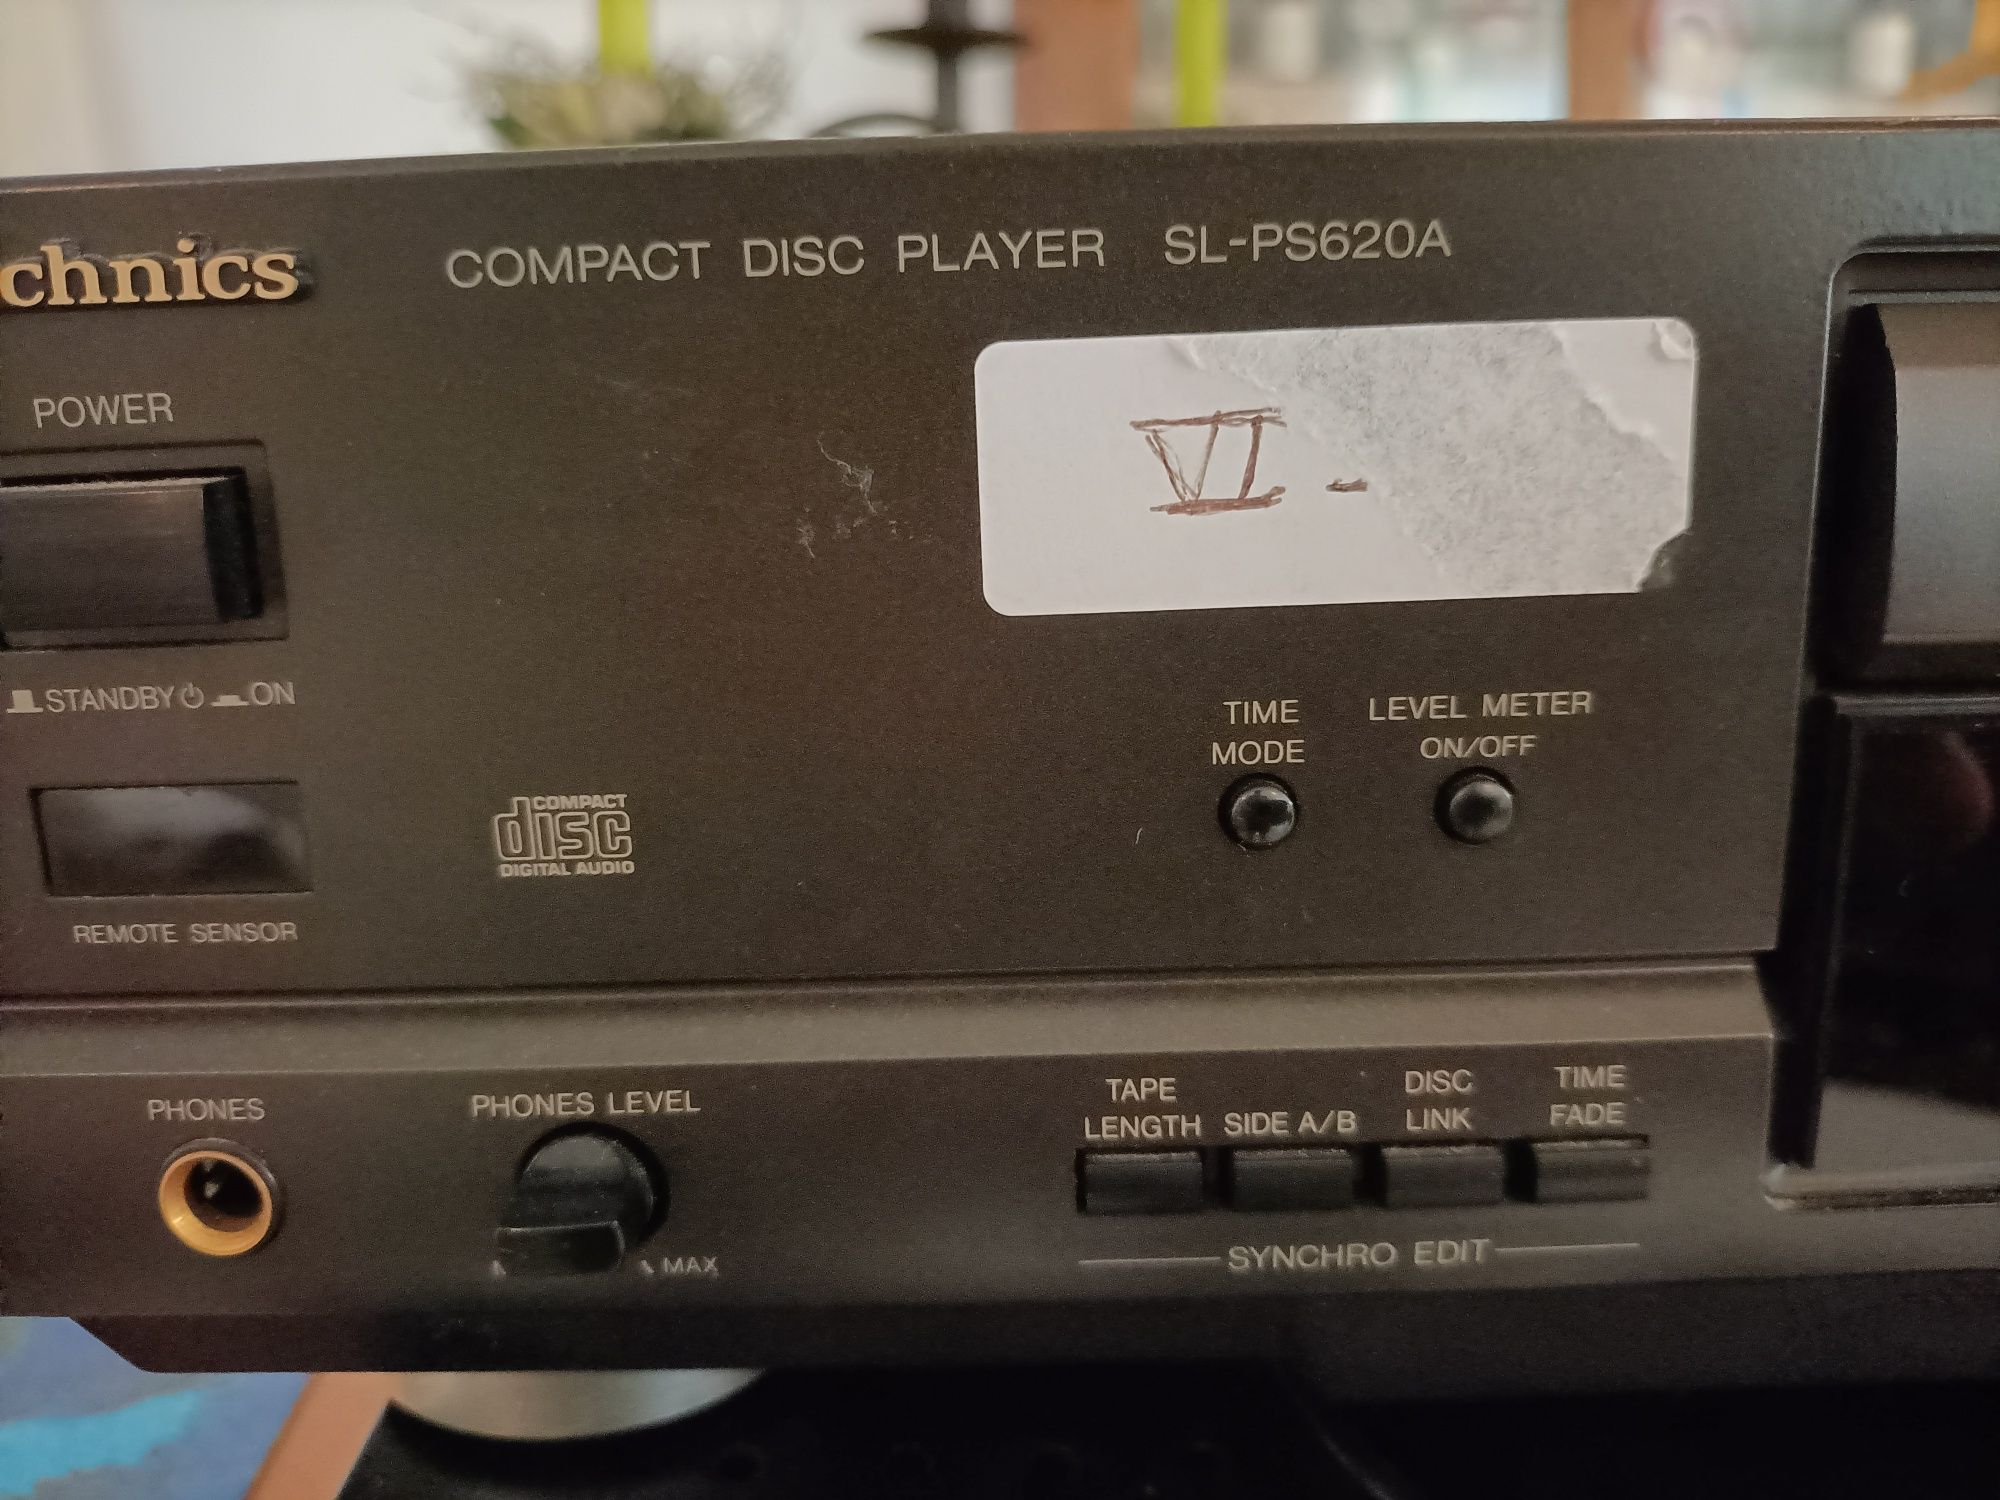 chnics COMPACT DISC PLAYER SL-PS620A
POWER
VI -
STANDBY ON
TIME MODE
LEVEL METER ON/OFF
COMPACT
disc
DIGITAL AUDIO
REMOTE SENSOR
PHONES
PHONES LEVEL
MAX
TAPE LENGTH
SIDE A/B
DISC LINK
TIME FADE
SYNCHRO EDIT